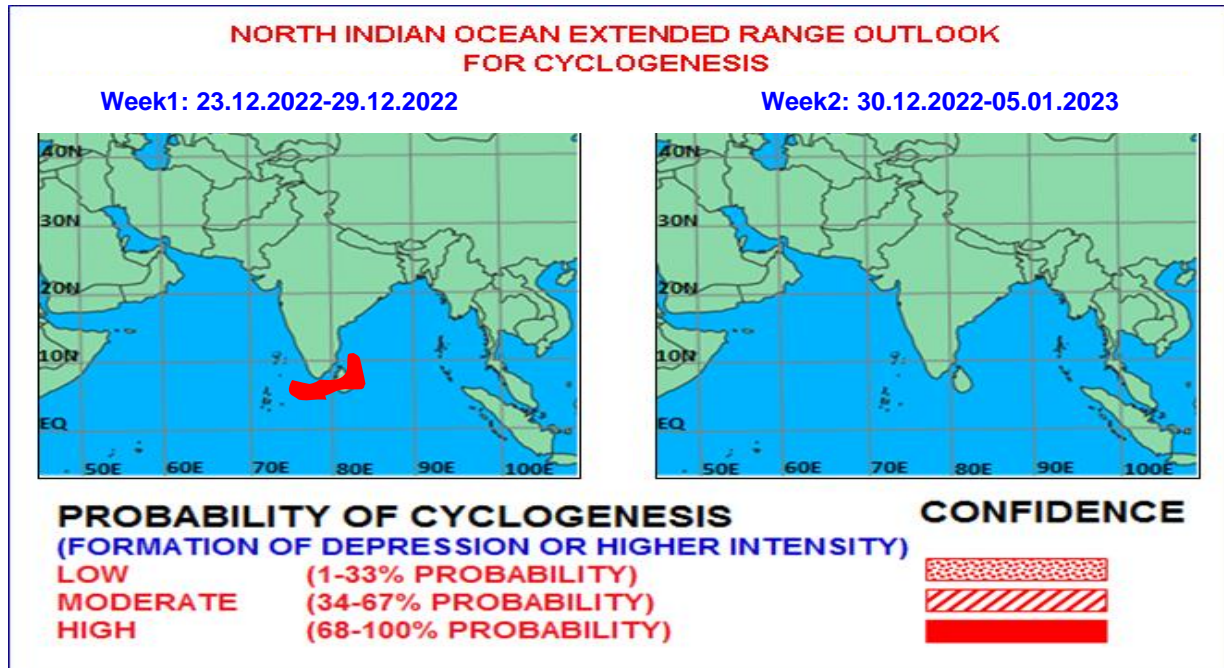 NORTH INDIAN OCEAN EXTENDED RANGE OUTLOOK
FOR CYCLOGENESIS
Week1: 23.12.2022-29.12.2022
40N
30N
20N
10N
EQ
50E 60E 70E 80E 90E 100E
Week2: 30.12.2022-05.01.2023
40N
30N
20N
10N
EQ
50E 60E 70E 80E 90E 100E
PROBABILITY OF CYCLOGENESIS CONFIDENCE
(FORMATION OF DEPRESSION OR HIGHER INTENSITY)
LOW (1-33% PROBABILITY)
MODERATE (34-67% PROBABILITY)
HIGH (68-100% PROBABILITY)